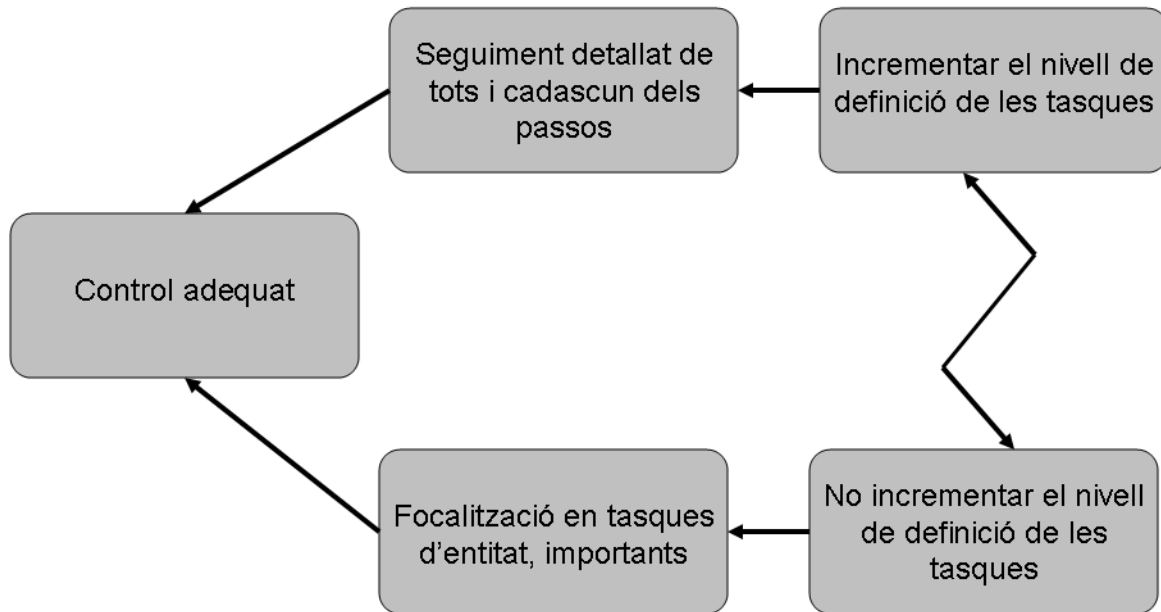 Seguiment detallat de
tots i cadascun dels
passos
Incrementar el nivell de
definició de les tasques
Control adequat
Focalització en tasques
d'entitat, importants
No incrementar el nivell
de definició de les
tasques